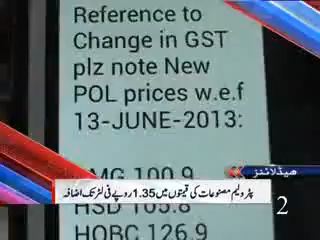 Reference to
Change in GST
plz note New
POL prices w.e.f
13-JUNE-2013:
MG 100.9
ہیڈلائنز
پٹرولیم مصنوعات کی قیمتوں میں 1.35 روپے فی لٹر تک اضافہ
HSD 105.8
2
HOBC 126.9